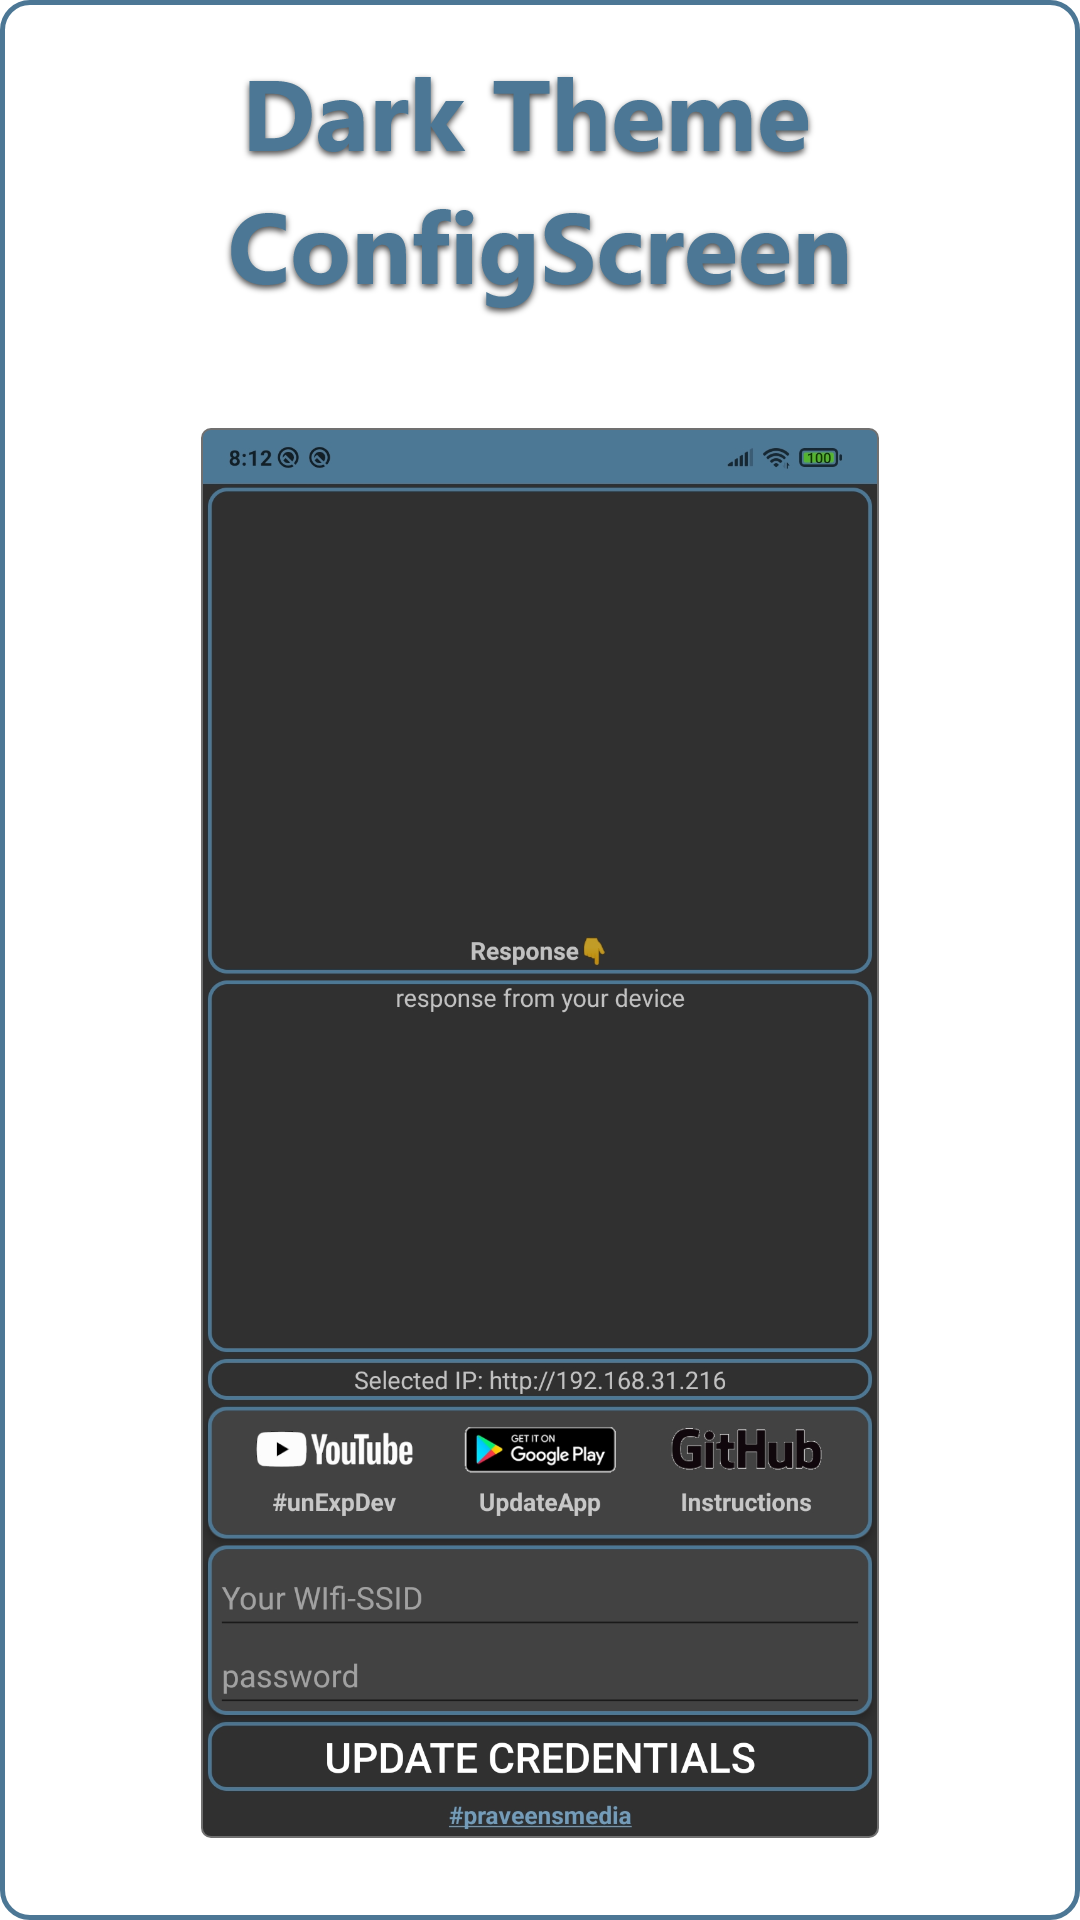 Dark Theme
ConfigScreen
8:12
100
Response👇
response from your device
Selected IP: http://192.168.31.216
YouTube
GET IT ON
Google Play
GitHub
#unExpDev
UpdateApp
Instructions
Your WIfi-SSID
password
UPDATE CREDENTIALS
#praveensmedia